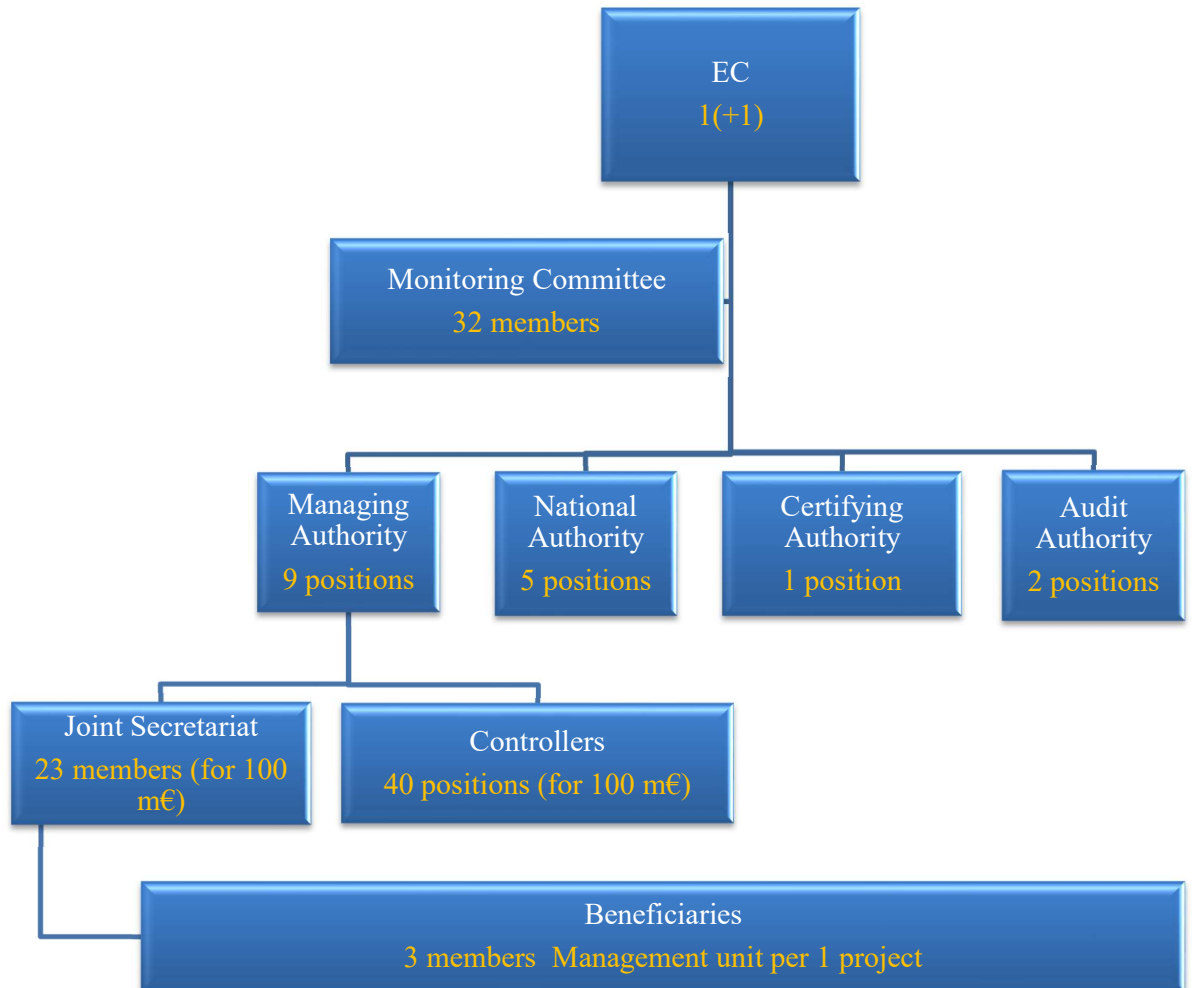 EC
1(+1)
Monitoring Committee
32 members
Managing
Authority
9 positions
National
Authority
5 positions
Certifying
Authority
1 position
Audit
Authority
2 positions
Joint Secretariat
23 members (for 100
m€)
Controllers
40 positions (for 100 m€)
Beneficiaries
3 members  Management unit per 1 project